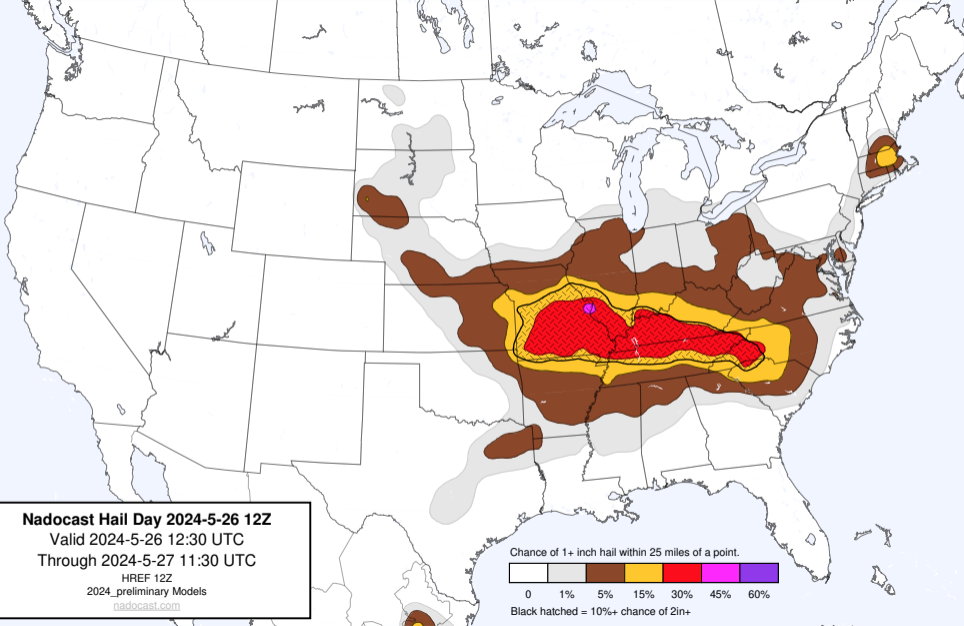 Nadocast Hail Day 2024-5-26 12Z
Valid 2024-5-26 12:30 UTC
Through 2024-5-27 11:30 UTC
HREF 12Z
2024_preliminary Models
nadocast.com
Chance of 1+ inch hail within 25 miles of a point.
0 1% 5% 15% 30% 45% 60%
Black hatched = 10%+ chance of 2in+